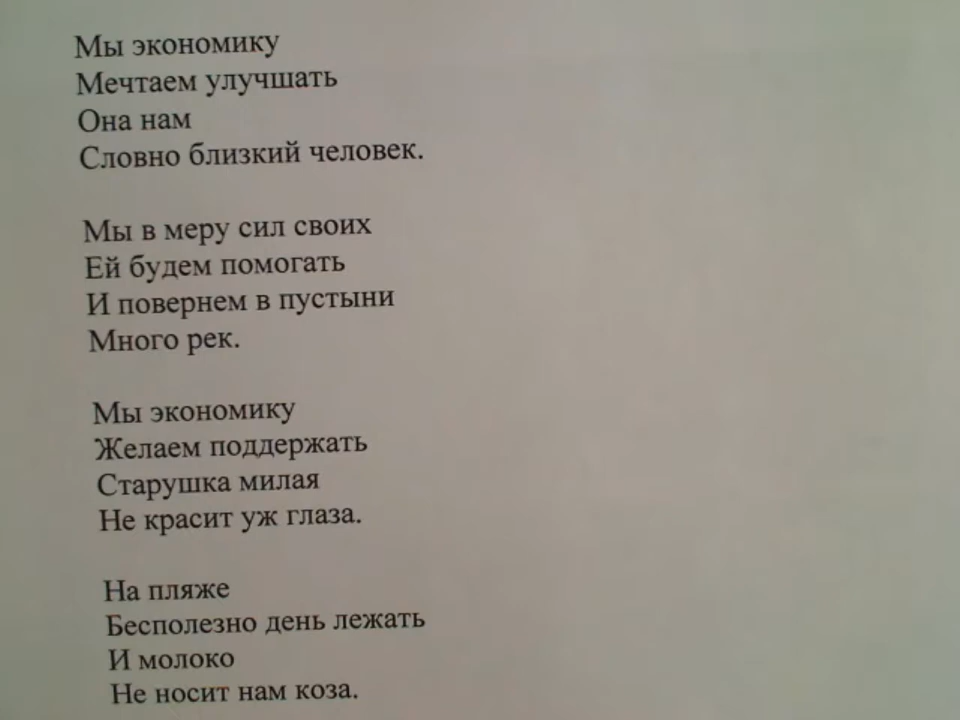 Мы экономику
Мечтаем улучшать
Она нам
Словно близкий человек.
Мы в меру сил своих
Ей будем помогать
И повернем в пустыни
Много рек.
Мы экономику
Желаем поддержать
Старушка милая
Не красит уж глаза.
На пляже
Бесполезно день лежать
И молоко
Не носит нам коза.